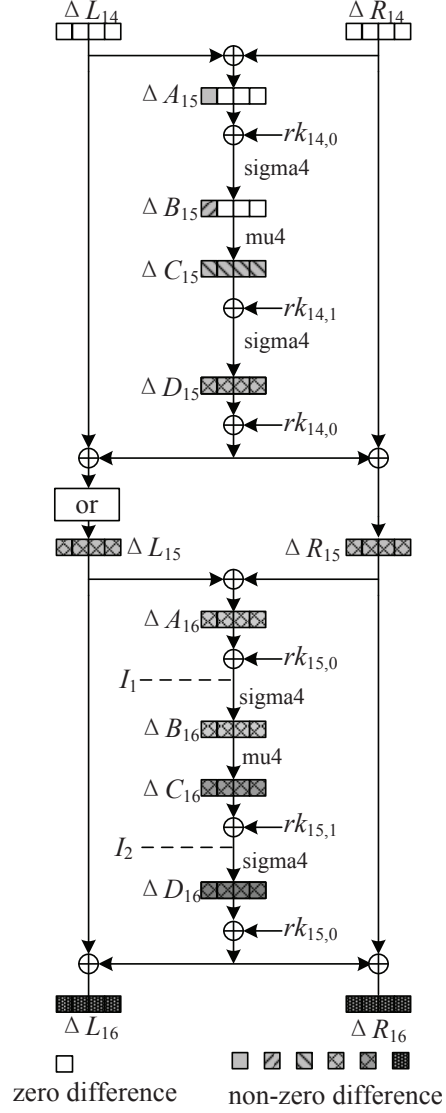 Δ L14 Δ R14
Δ A15
rk14,0
sigma4
Δ B15
mu4
Δ C15
rk14,1
sigma4
Δ D15
rk14,0
or
Δ L15 Δ R15
Δ A16
rk15,0
I1
sigma4
Δ B16
mu4
Δ C16
rk15,1
I2
sigma4
Δ D16
rk15,0
Δ L16 Δ R16
zero difference non-zero difference